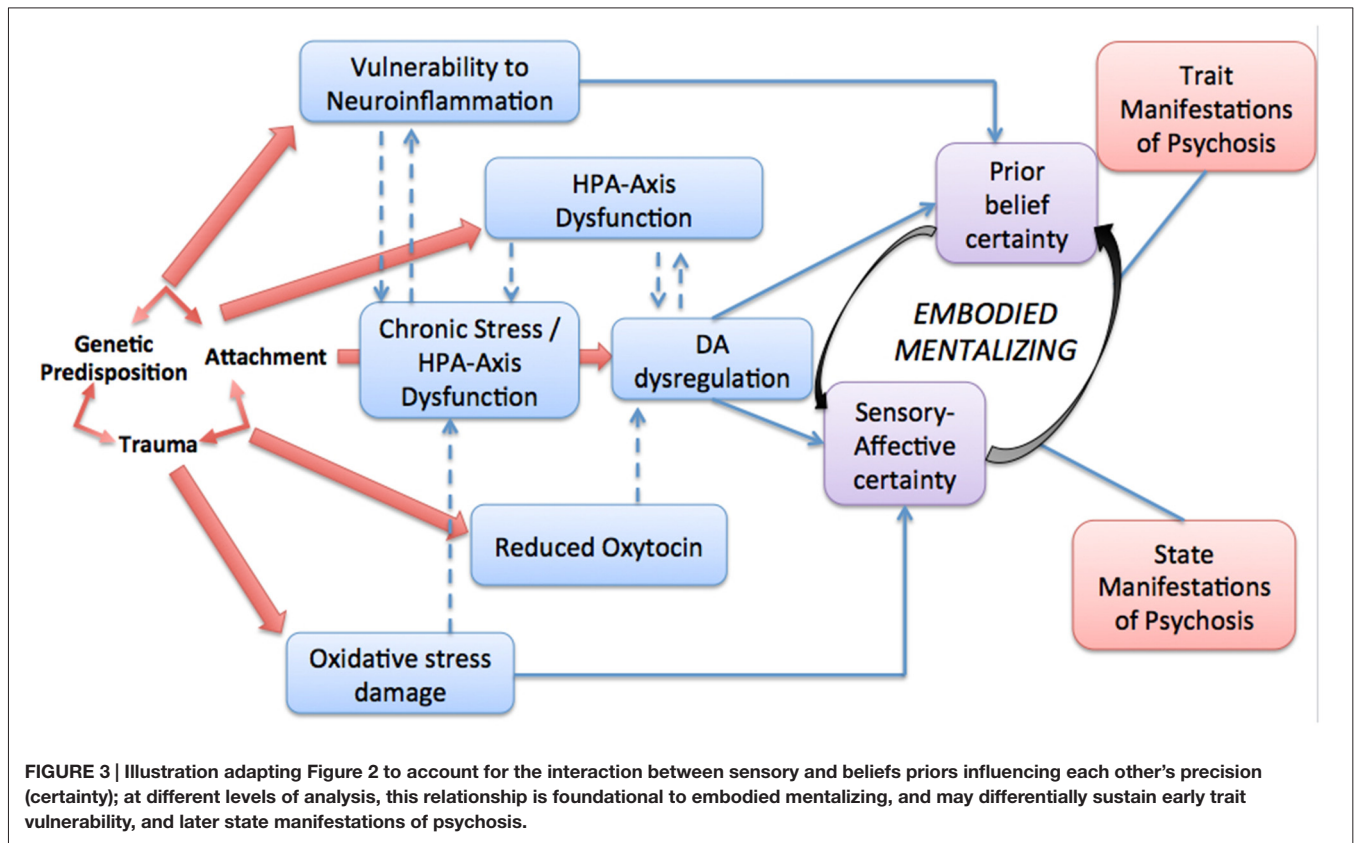 Vulnerability to
Neuroinflammation
Trait
Manifestations
of Psychosis
HPA-Axis
Dysfunction
Prior
belief
certainty
Genetic
Predisposition
Attachment
Trauma
Chronic Stress /
HPA-Axis
Dysfunction
DA
dysregulation
EMBODIED
MENTALIZING
Sensory-
Affective
certainty
Reduced Oxytocin
State
Manifestations
of Psychosis
Oxidative stress
damage
FIGURE 3 | Illustration adapting Figure 2 to account for the interaction between sensory and beliefs priors influencing each other's precision
(certainty); at different levels of analysis, this relationship is foundational to embodied mentalizing, and may differentially sustain early trait
vulnerability, and later state manifestations of psychosis.